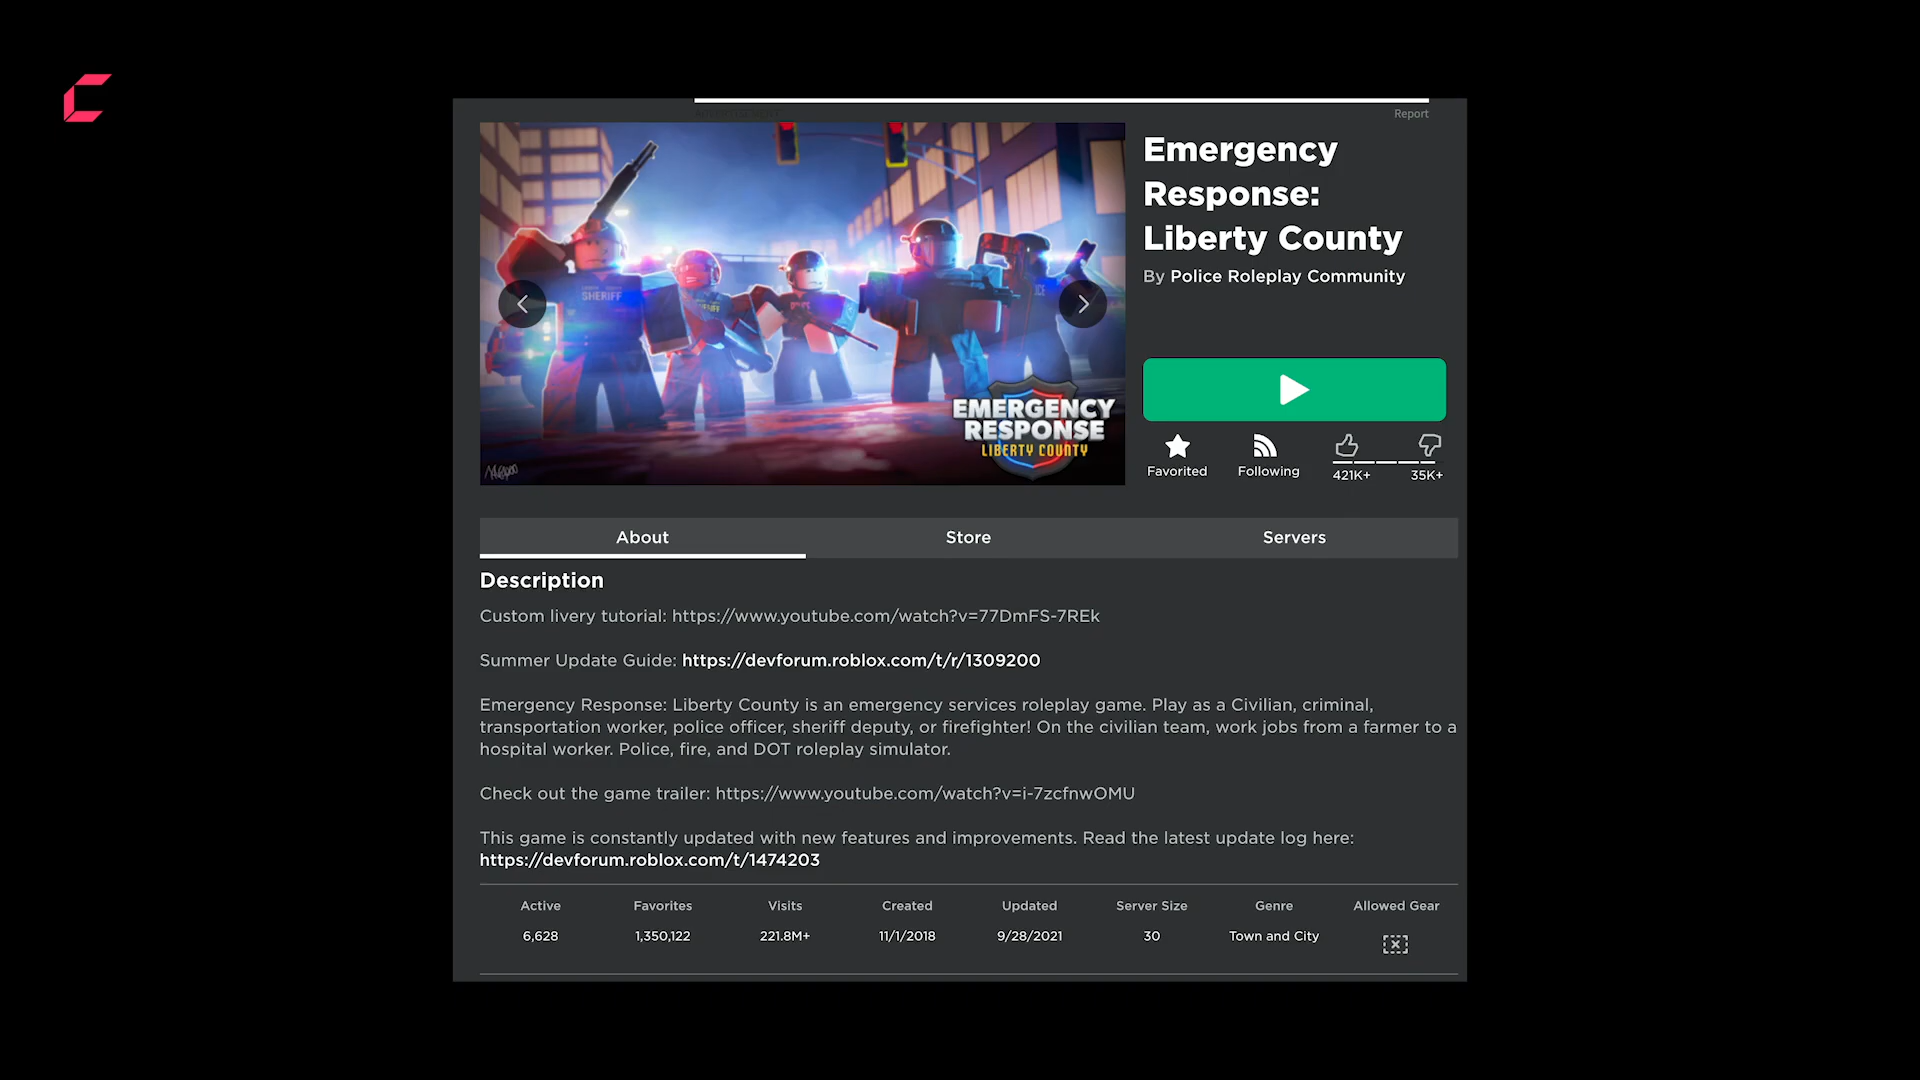 Report
Emergency
Response:
Liberty County
By Police Roleplay Community
SHERIFF
EMERGENCY
RESPONSE
LIBERTY COUNTY
Favorited
Following
421K+
35K+
About
Store
Servers
Description
Custom livery tutorial: https://www.youtube.com/watch?v=77DmFS-7REk
Summer Update Guide: https://devforum.roblox.com/t/r/1309200
Emergency Response: Liberty County is an emergency services roleplay game. Play as a Civilian, criminal,
transportation worker, police officer, sheriff deputy, or firefighter! On the civilian team, work jobs from a farmer to a
hospital worker. Police, fire, and DOT roleplay simulator.
Check out the game trailer: https://www.youtube.com/watch?v=i-7zcfnwOMU
This game is constantly updated with new features and improvements. Read the latest update log here:
https://devforum.roblox.com/t/1474203
Active Favorites Visits Created Updated Server Size Genre Allowed Gear
6,628 1,350,122 221.8M+ 11/1/2018 9/28/2021 30 Town and City